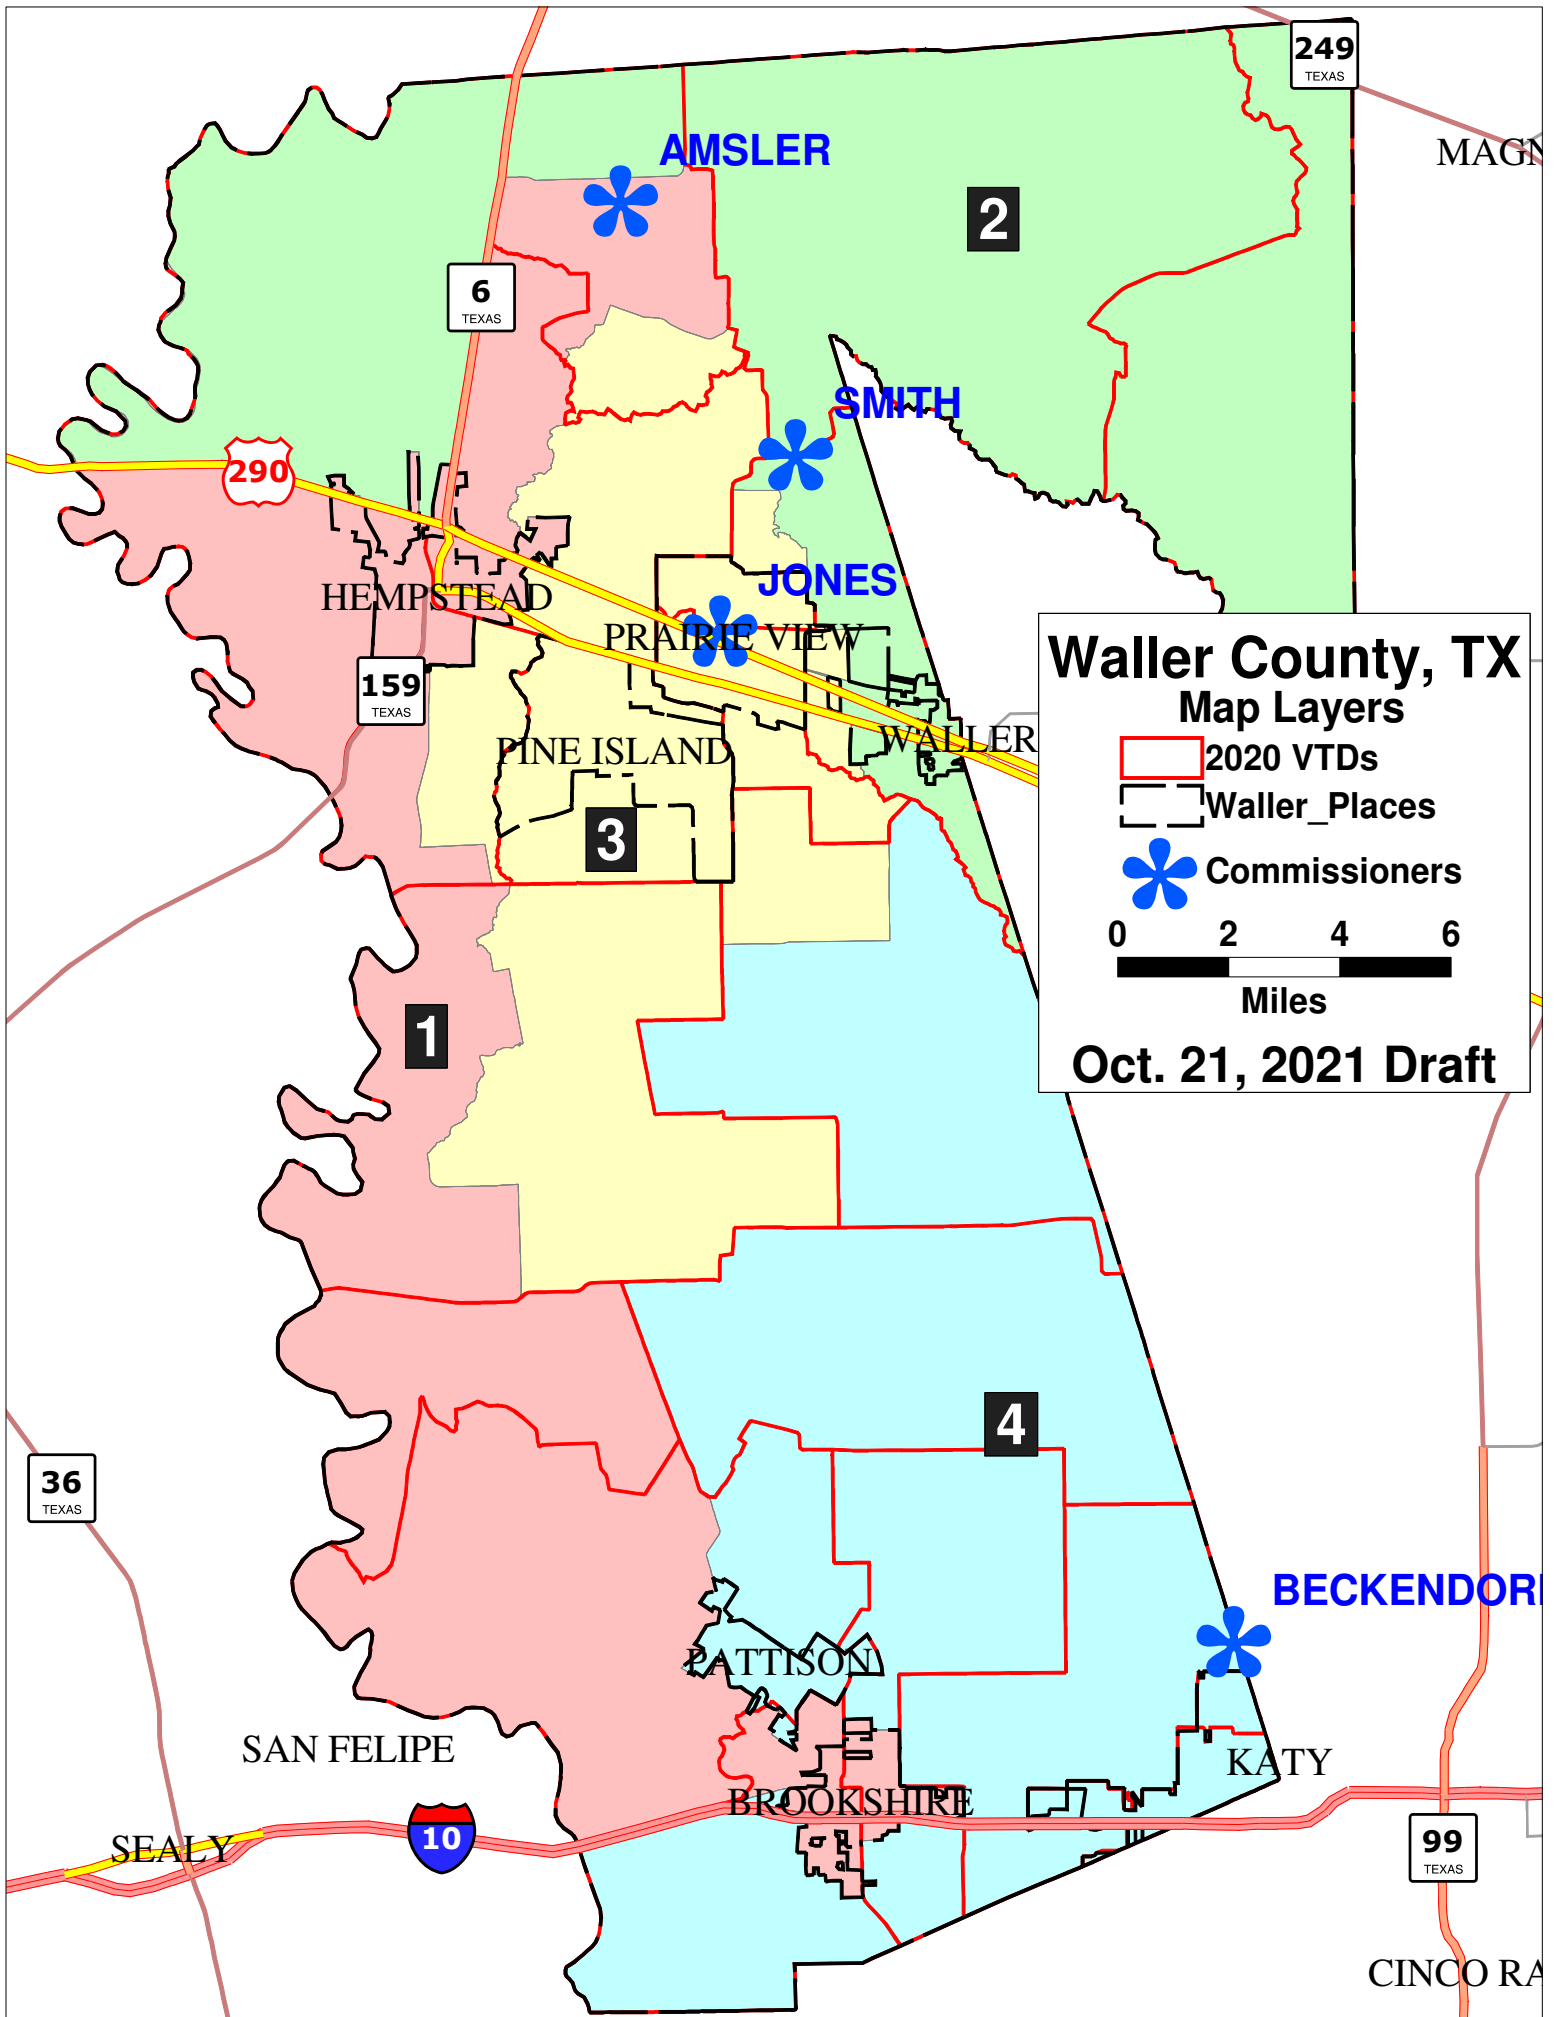 249
TEXAS
MAGN
AMSLER
2
6
TEXAS
SMITH
290
JONES
HEMPSTEAD
PRAIRIE VIEW
159
TEXAS
PINE ISLAND
WALLER
3
1
Waller County, TX
Map Layers
2020 VTDs
Waller_Places
Commissioners
0 2 4 6
Miles
Oct. 21, 2021 Draft
4
36
TEXAS
BECKENDORF
PATTISON
SAN FELIPE
KATY
BROOKSHIRE
10
SEALY
99
TEXAS
CINCO RA